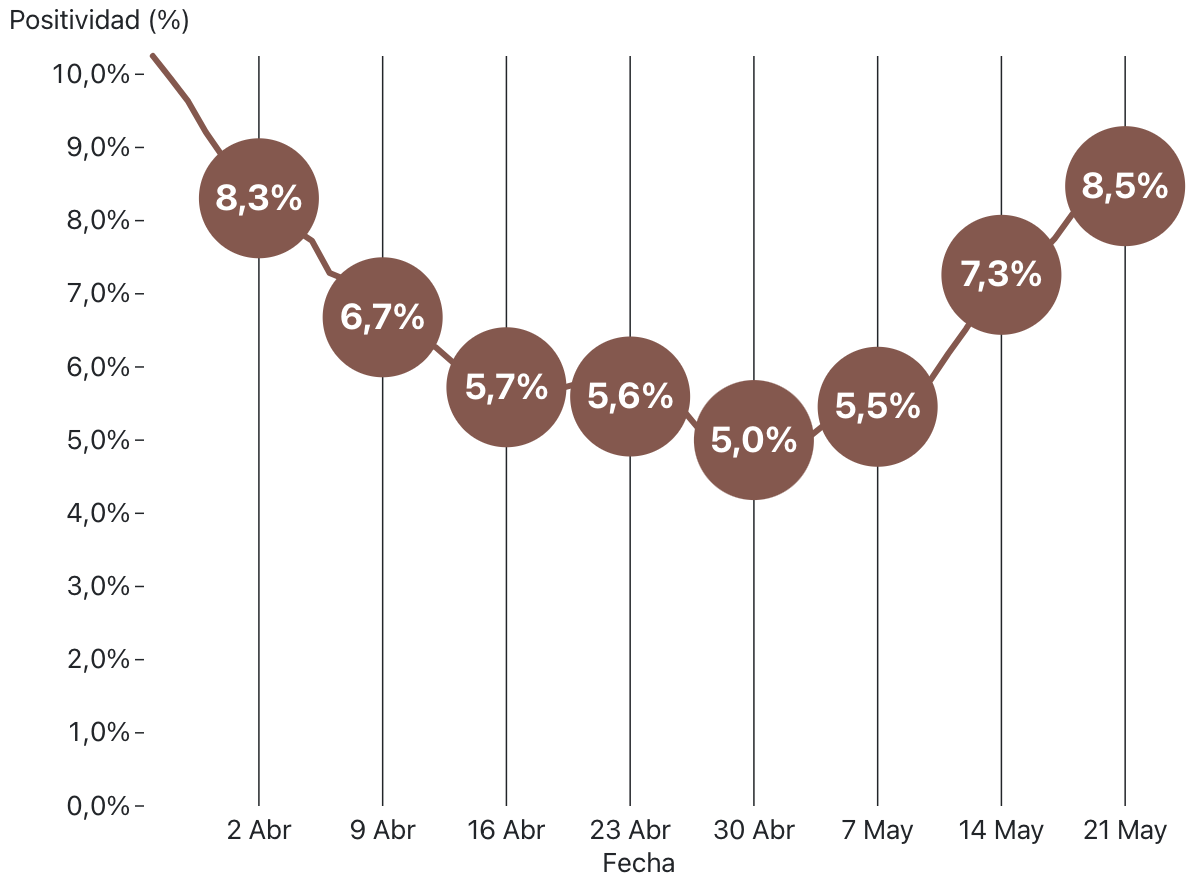 Positividad (%)
10,0%
9,0%
8,0%
7,0%
6,0%
5,0%
4,0%
3,0%
2,0%
1,0%
0,0%
8,3%
6,7%
5,7%
5,6%
5,0%
5,5%
7,3%
8,5%
2 Abr
9 Abr
16 Abr
23 Abr
30 Abr
7 May
14 May
21 May
Fecha